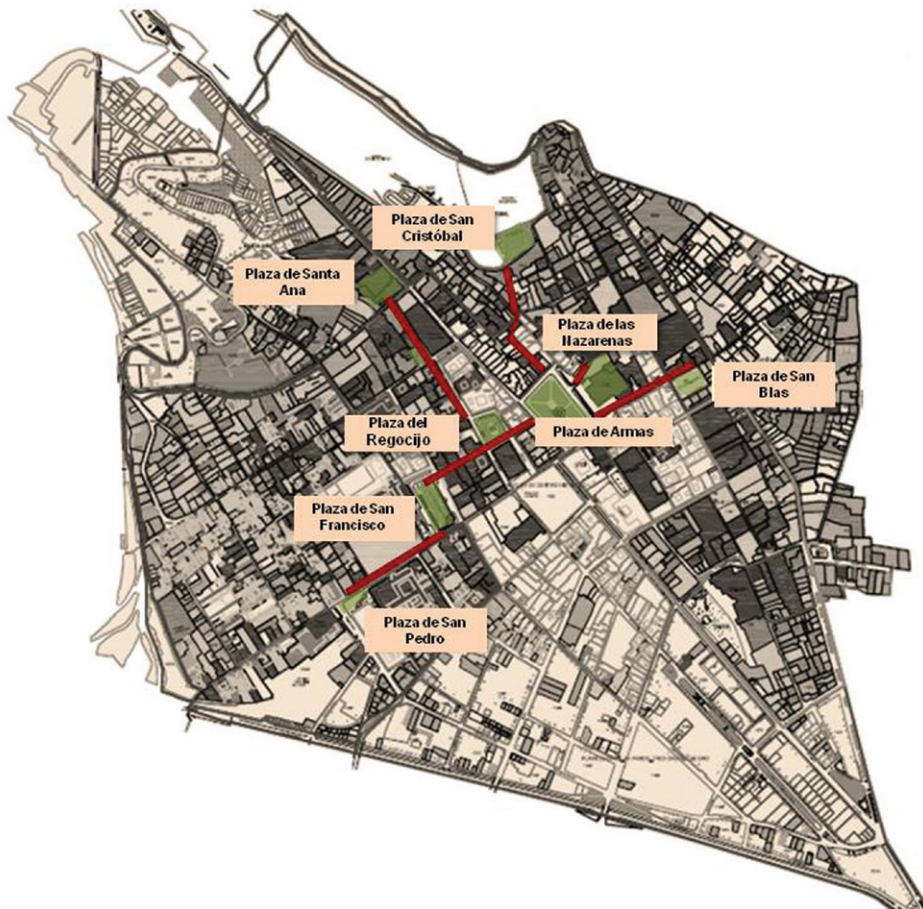 Plaza de San
Cristóbal
Plaza de Santa
Ana
Plaza de las
Nazarenas
Plaza de San
Blas
Plaza del
Regocijo
Plaza de Armas
Plaza de San
Francisco
Plaza de San
Pedro